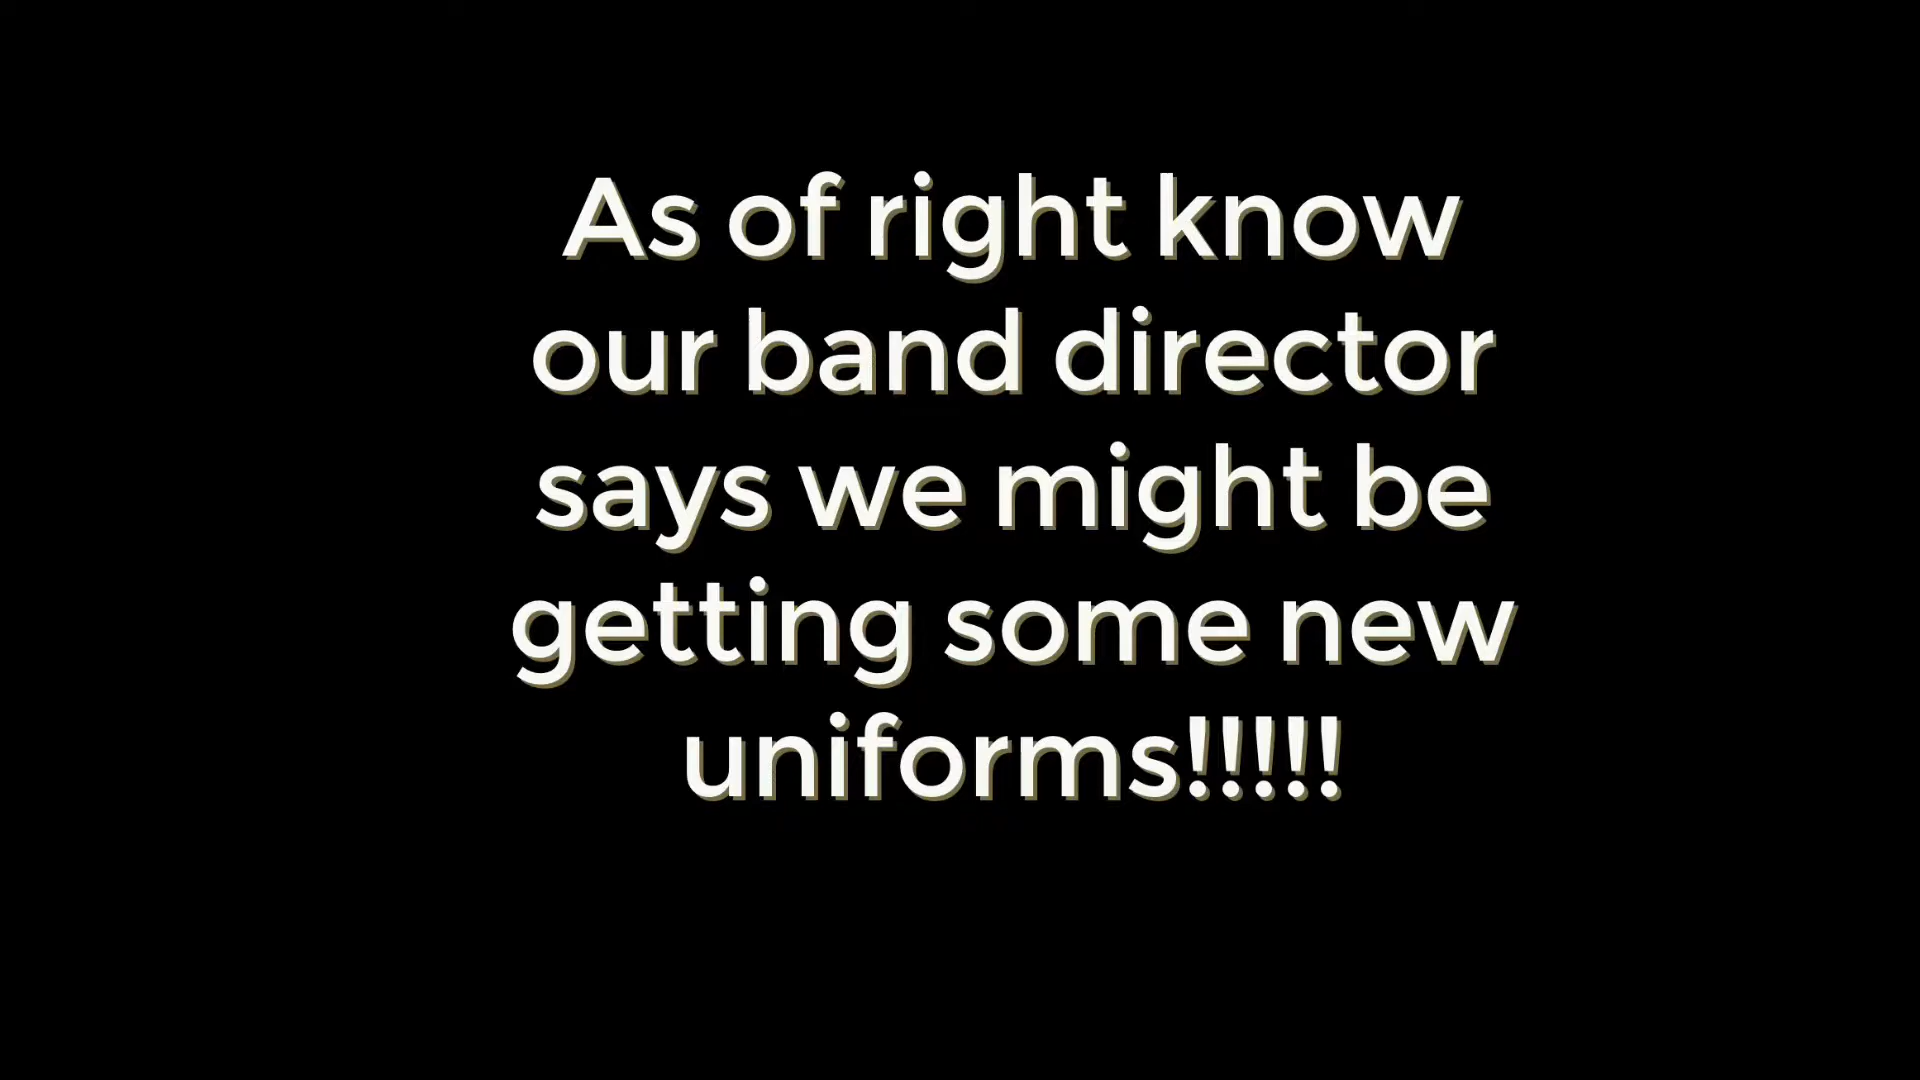 As of right know
our band director
says we might be
getting some new
uniforms!!!!!